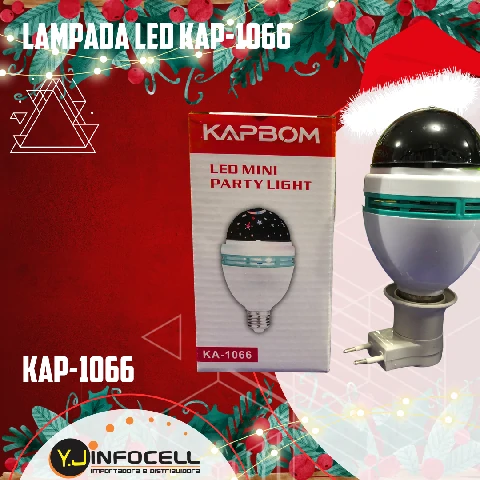 LAMPADA LED KAP-1066
KAPBOM
LED MINI
PARTY LIGHT
KA-1066
KAP-1066
Y.J INFOCELL
importadora e distribuidora